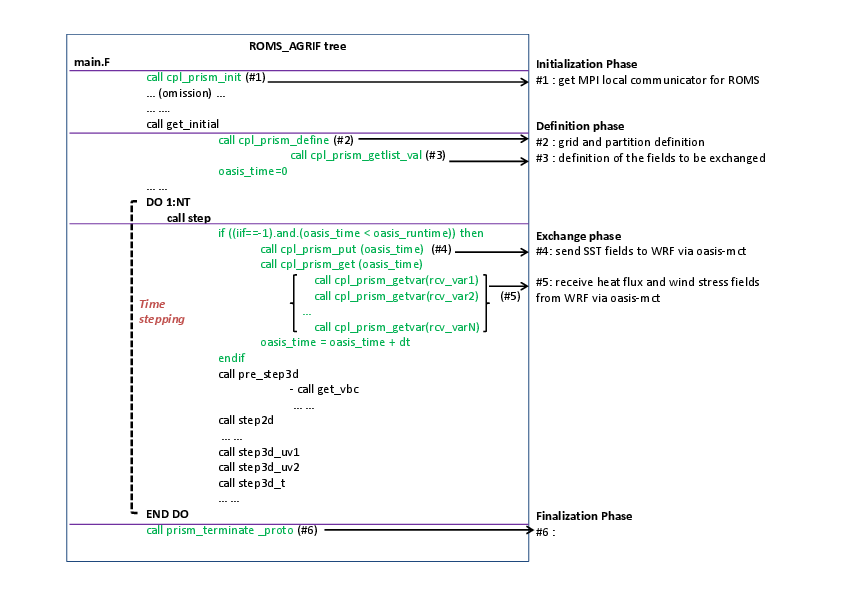 ROMS_AGRIF tree
main.F
Initialization Phase
call cpl_prism_init (#1)
#1 : get MPI local communicator for ROMS
... (omission) ...
... ....
call get_initial
Definition phase
call cpl_prism_define (#2)
#2 : grid and partition definition
call cpl_prism_getlist_val (#3)
#3 : definition of the fields to be exchanged
oasis_time=0
... ...
DO 1:NT
call step
if ((iif==-1).and.(oasis_time < oasis_runtime)) then
Exchange phase
call cpl_prism_put (oasis_time) (#4)
#4: send SST fields to WRF via oasis-mct
call cpl_prism_get (oasis_time)
call cpl_prism_getvar(rcv_var1)
#5: receive heat flux and wind stress fields
call cpl_prism_getvar(rcv_var2)
(#5)
from WRF via oasis-mct
...
Time
stepping
call cpl_prism_getvar(rcv_varN)
oasis_time = oasis_time + dt
endif
call pre_step3d
- call get_vbc
... ...
call step2d
... ...
call step3d_uv1
call step3d_uv2
call step3d_t
... ...
END DO
Finalization Phase
call prism_terminate _proto (#6)
#6 :